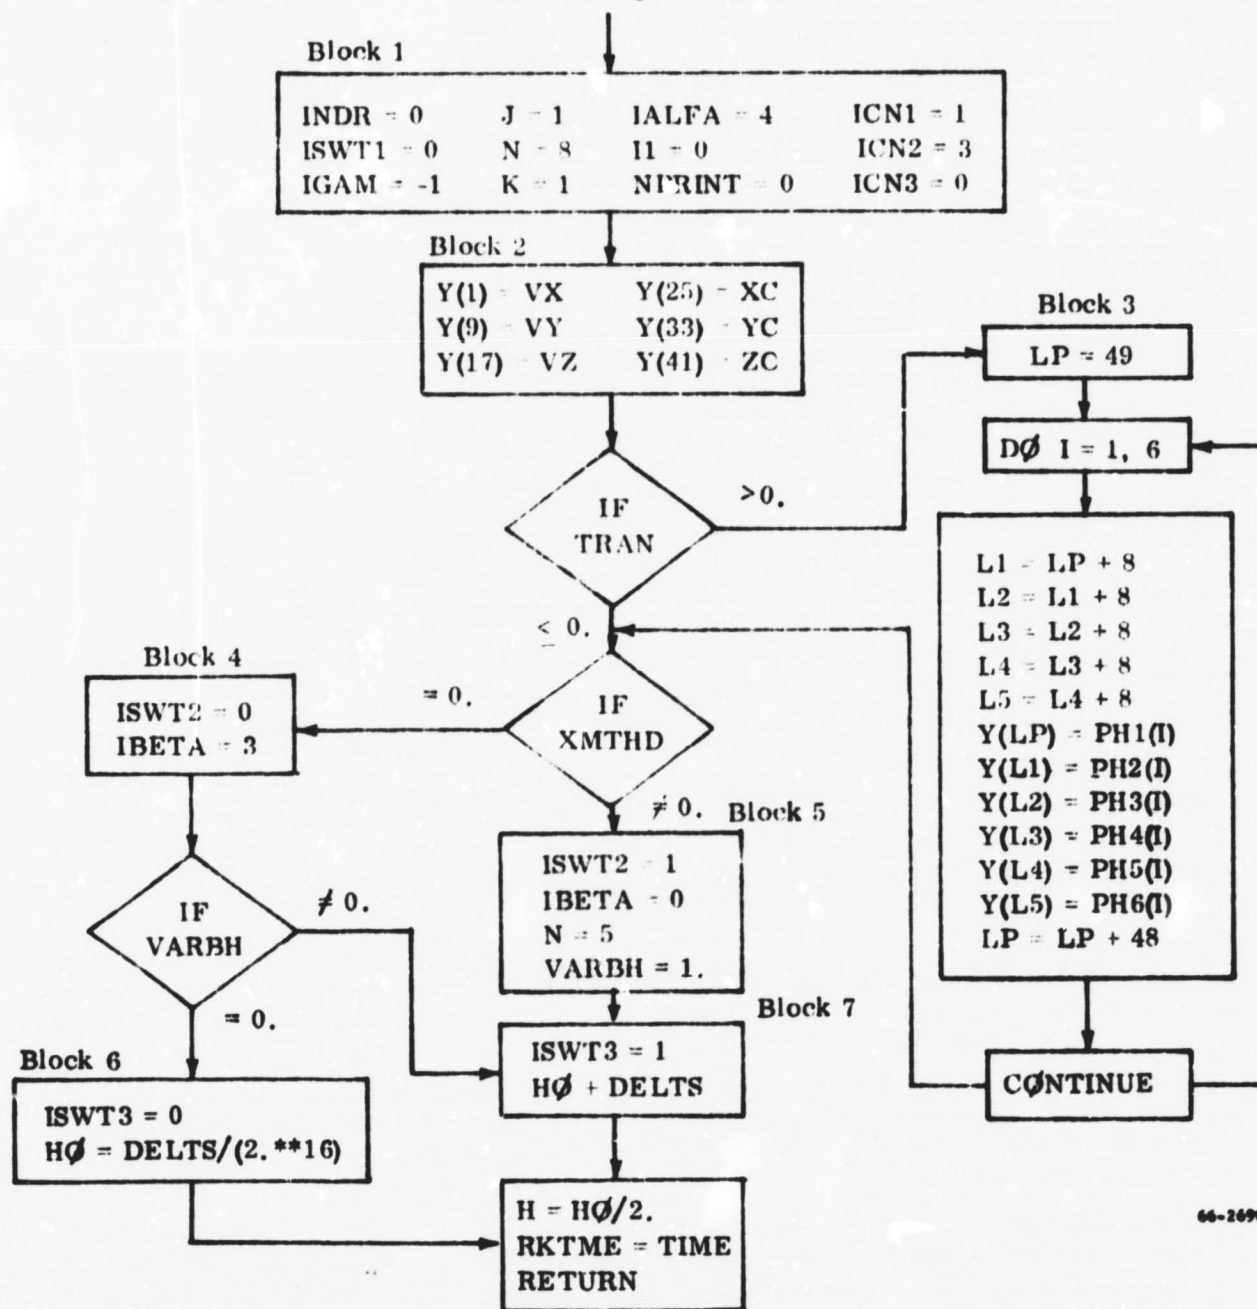 Block 1
INDR = 0 J = 1 IALFA = 4 ICN1 = 1
ISWT1 = 0 N = 8 I1 = 0 ICN2 = 3
IGAM = -1 K = 1 NPRINT = 0 ICN3 = 0
Block 2
Y(1) = VX Y(25) = XC
Y(9) = VY Y(33) = YC
Y(17) = VZ Y(41) = ZC
Block 3
LP = 49
DØ I = 1, 6
IF
TRAN
>0.
≤ 0.
L1 = LP + 8
L2 = L1 + 8
L3 = L2 + 8
L4 = L3 + 8
L5 = L4 + 8
Y(LP) = PH1(I)
Y(L1) = PH2(I)
Y(L2) = PH3(I)
Y(L3) = PH4(I)
Y(L4) = PH5(I)
Y(L5) = PH6(I)
LP = LP + 48
CØNTINUE
IF
XMTHD
= 0.
≠ 0.
Block 4
ISWT2 = 0
IBETA = 3
Block 5
ISWT2 = 1
IBETA = 0
N = 5
VARBH = 1.
IF
VARBH
≠ 0.
= 0.
Block 6
ISWT3 = 0
HØ = DELTS/(2.**16)
Block 7
ISWT3 = 1
HØ + DELTS
H = HØ/2.
RKTME = TIME
RETURN